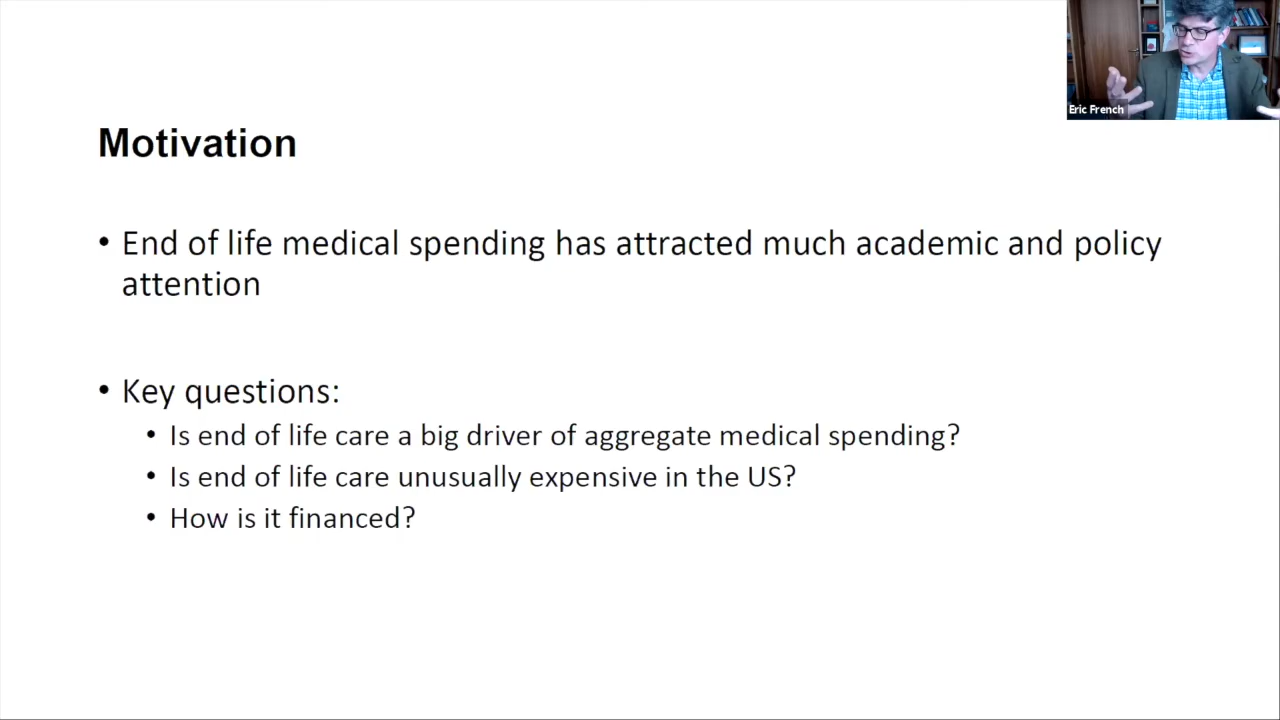 Eric French
Motivation
• End of life medical spending has attracted much academic and policy
attention
• Key questions:
• Is end of life care a big driver of aggregate medical spending?
• Is end of life care unusually expensive in the US?
• How is it financed?